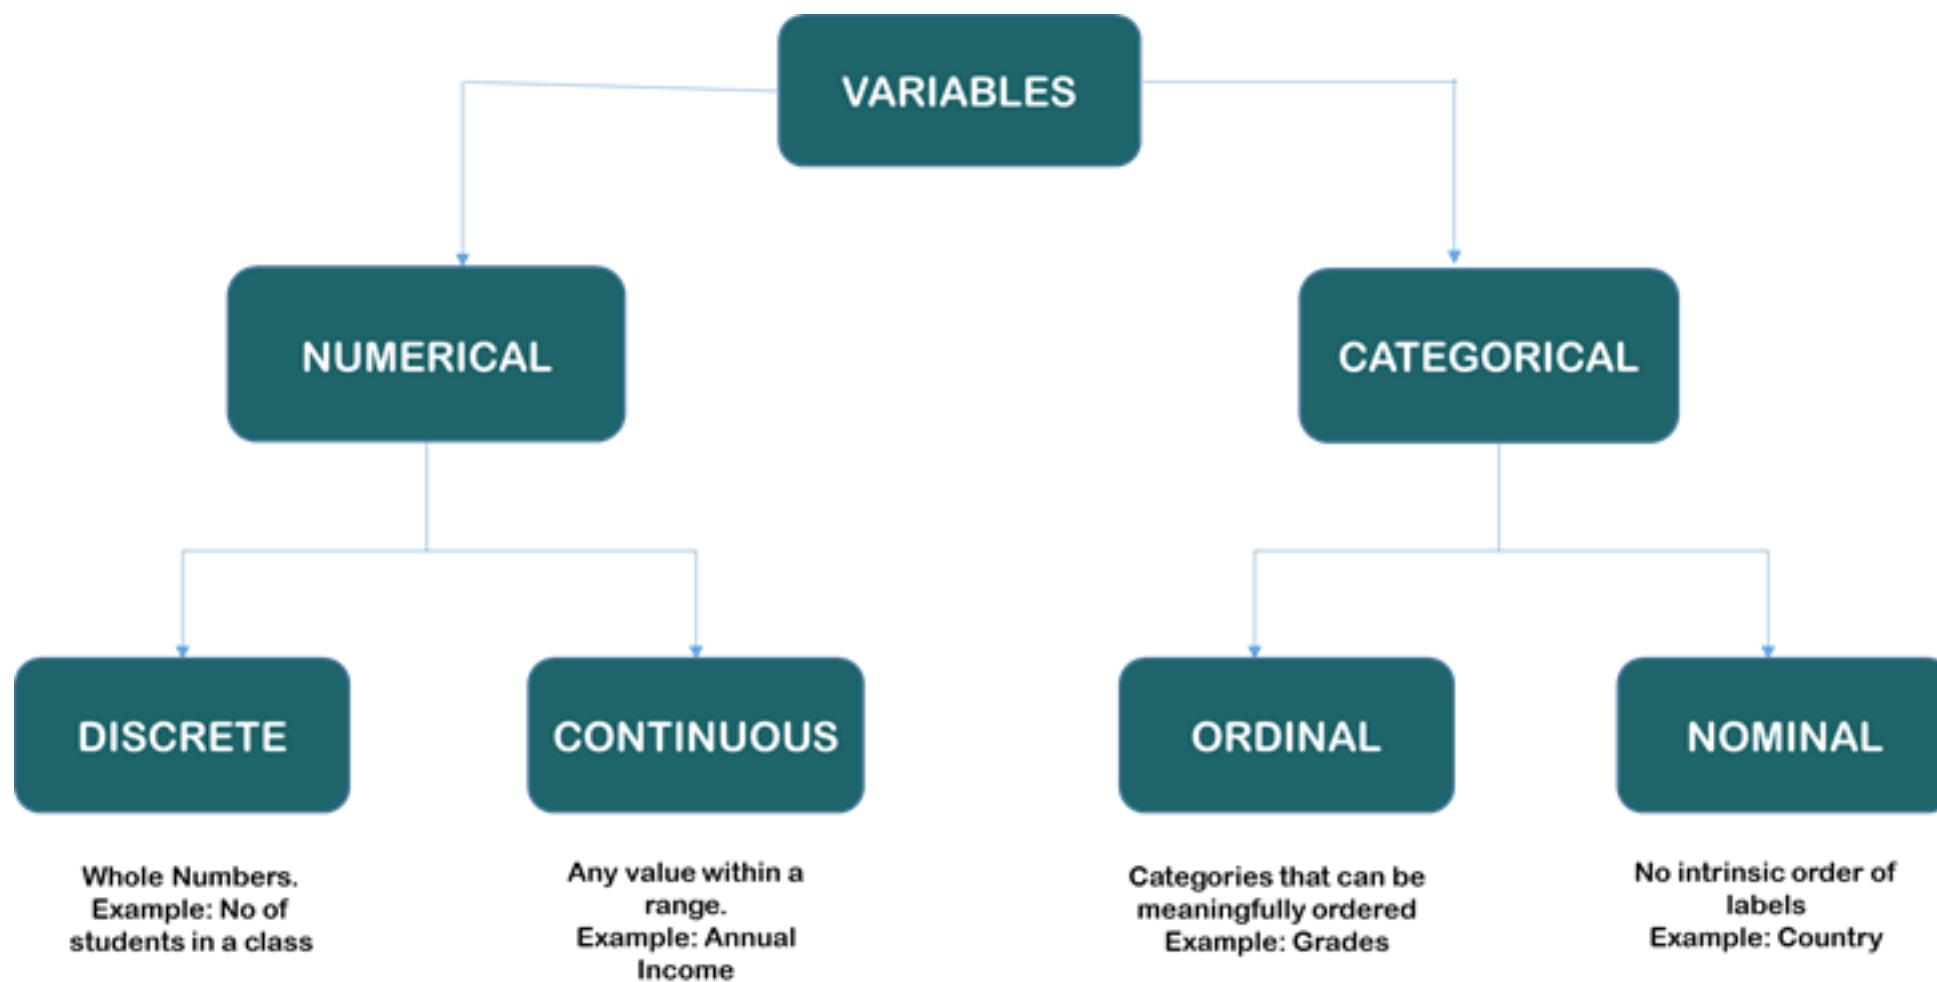 VARIABLES
NUMERICAL
CATEGORICAL
DISCRETE
CONTINUOUS
ORDINAL
NOMINAL
Whole Numbers.
Example: No of
students in a class
Any value within a
range.
Example: Annual
Income
Categories that can be
meaningfully ordered
Example: Grades
No intrinsic order of
labels
Example: Country